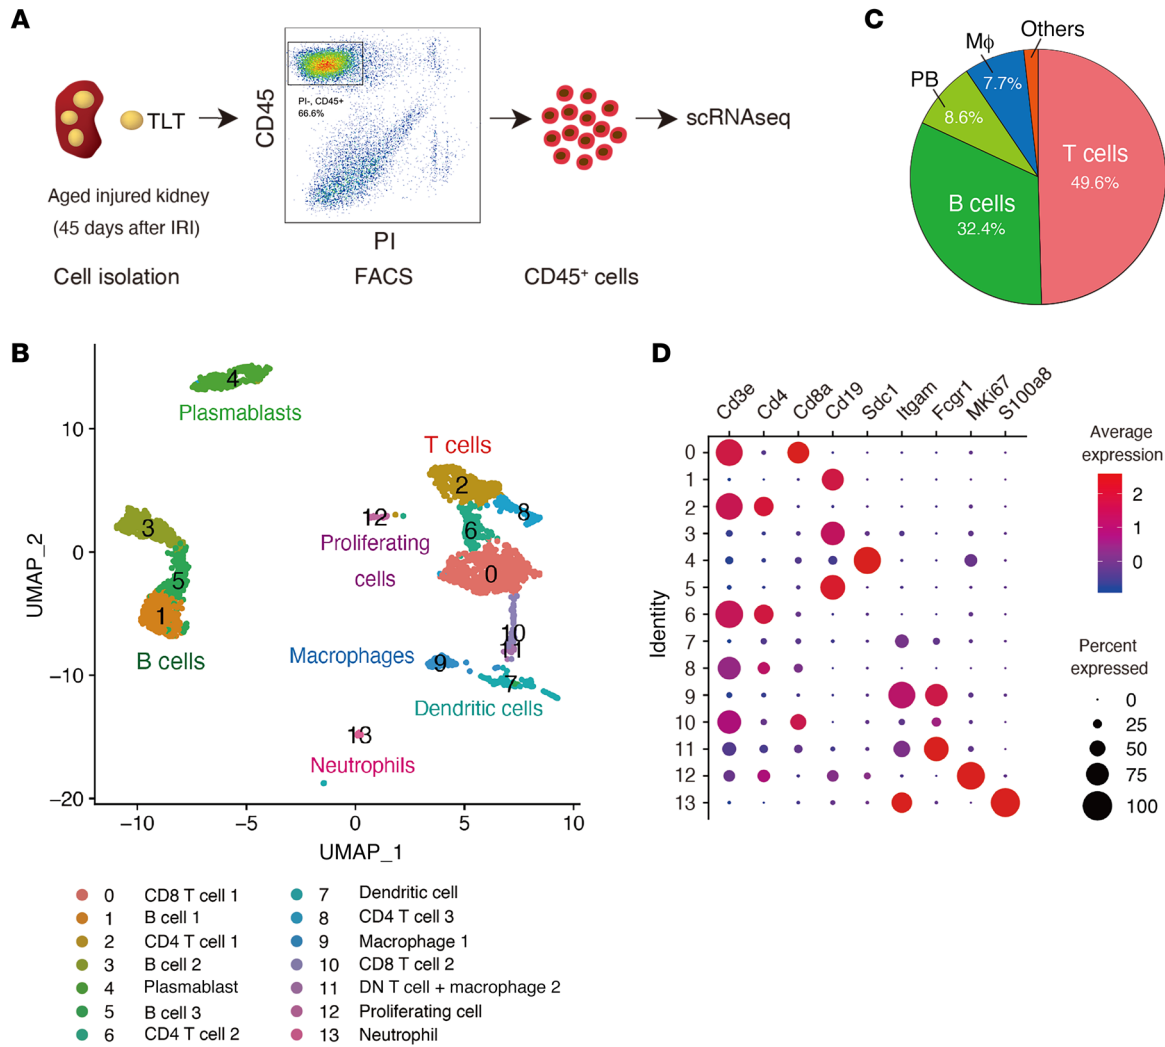 A
TLT
Aged injured kidney
(45 days after IRI)
Cell isolation
CD45
PI-, CD45+
66.6%
PI
FACS
CD45⁺ cells
scRNAseq
C
Others
Mϕ
7.7%
PB
8.6%
T cells
49.6%
B cells
32.4%
B
UMAP_2
10
0
−10
−20
−10
−5
0
5
10
UMAP_1
4
Plasmablasts
T cells
2
8
6
12
Proliferating
cells
0
3
5
1
B cells
10
11
Macrophages
9
7
Dendritic cells
13
Neutrophils
0 CD8 T cell 1
1 B cell 1
2 CD4 T cell 1
3 B cell 2
4 Plasmablast
5 B cell 3
6 CD4 T cell 2
7 Dendritic cell
8 CD4 T cell 3
9 Macrophage 1
10 CD8 T cell 2
11 DN T cell + macrophage 2
12 Proliferating cell
13 Neutrophil
D
Cd3e
Cd4
Cd8a
Cd19
Sdc1
Itgam
Fcgr1
MKi67
S100a8
Identity
0
1
2
3
4
5
6
7
8
9
10
11
12
13
Average
expression
2
1
0
Percent
expressed
0
25
50
75
100